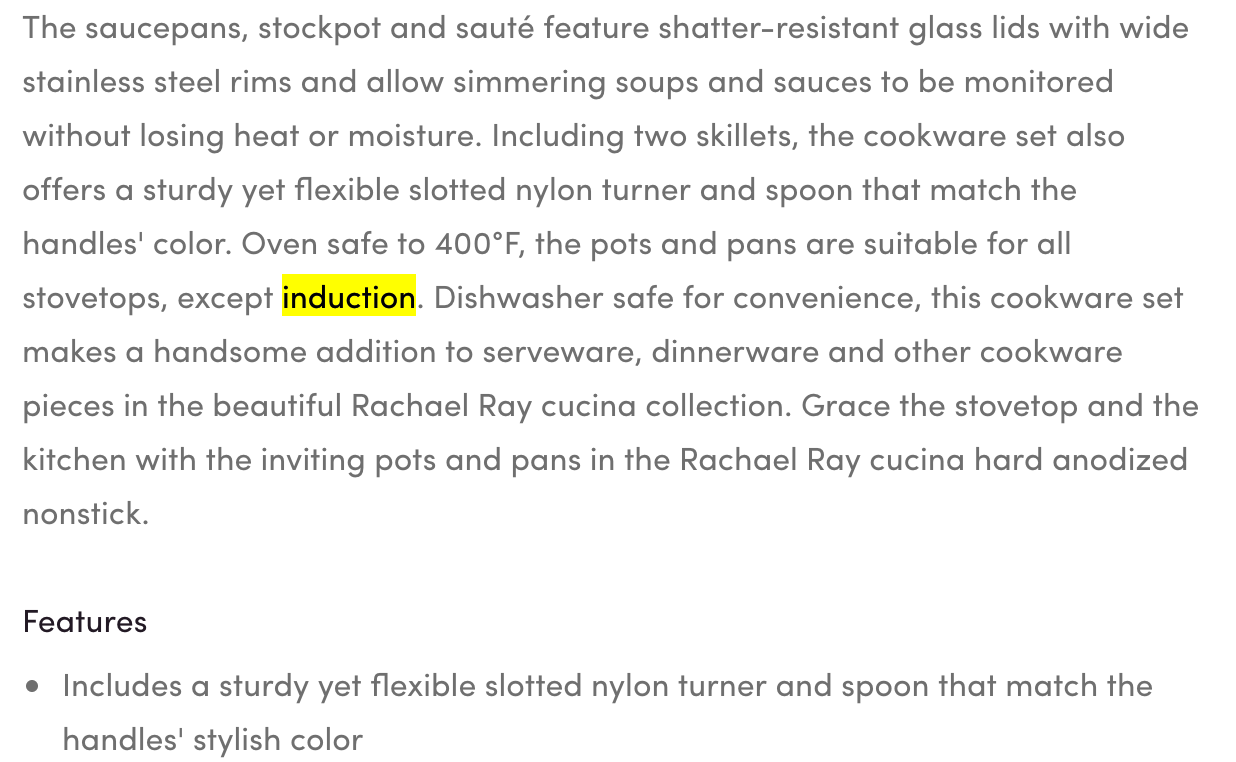 The saucepans, stockpot and sauté feature shatter-resistant glass lids with wide
stainless steel rims and allow simmering soups and sauces to be monitored
without losing heat or moisture. Including two skillets, the cookware set also
offers a sturdy yet flexible slotted nylon turner and spoon that match the
handles' color. Oven safe to 400°F, the pots and pans are suitable for all
stovetops, except induction. Dishwasher safe for convenience, this cookware set
makes a handsome addition to serveware, dinnerware and other cookware
pieces in the beautiful Rachael Ray cucina collection. Grace the stovetop and the
kitchen with the inviting pots and pans in the Rachael Ray cucina hard anodized
nonstick.
Features
• Includes a sturdy yet flexible slotted nylon turner and spoon that match the
handles' stylish color